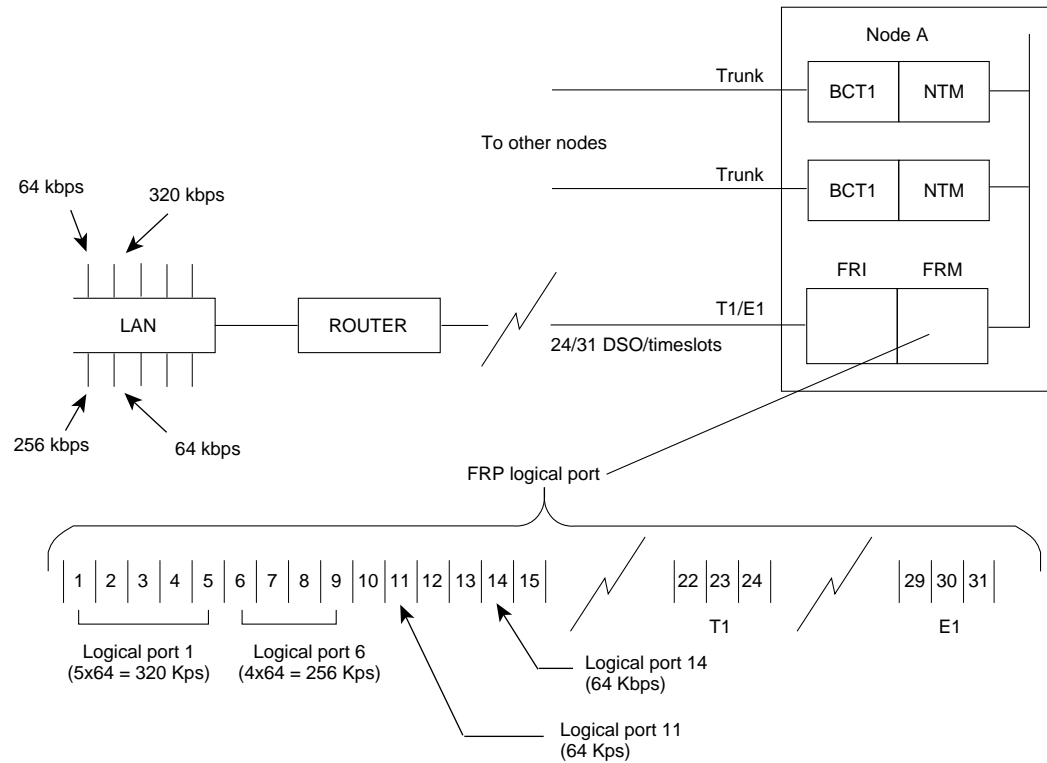 Node A
Trunk
BCT1 NTM
To other nodes
Trunk
BCT1 NTM
64 kbps
320 kbps
FRI FRM
LAN
ROUTER
T1/E1
24/31 DSO/timeslots
256 kbps
64 kbps
FRP logical port
1 2 3 4 5 6 7 8 9 10 11 12 13 14 15 22 23 24 29 30 31
T1
E1
Logical port 1
(5x64 = 320 Kps)
Logical port 6
(4x64 = 256 Kps)
Logical port 14
(64 Kbps)
Logical port 11
(64 Kps)